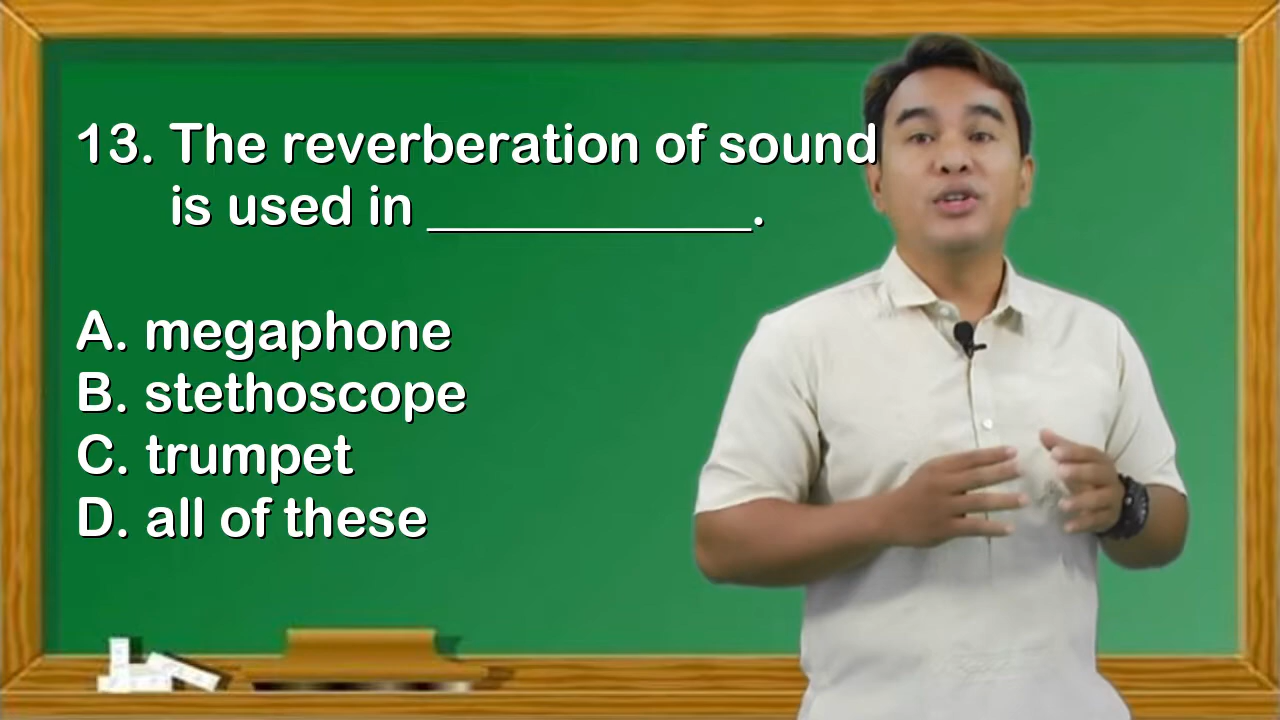 13. The reverberation of sound
is used in ____________.
A. megaphone
B. stethoscope
C. trumpet
D. all of these